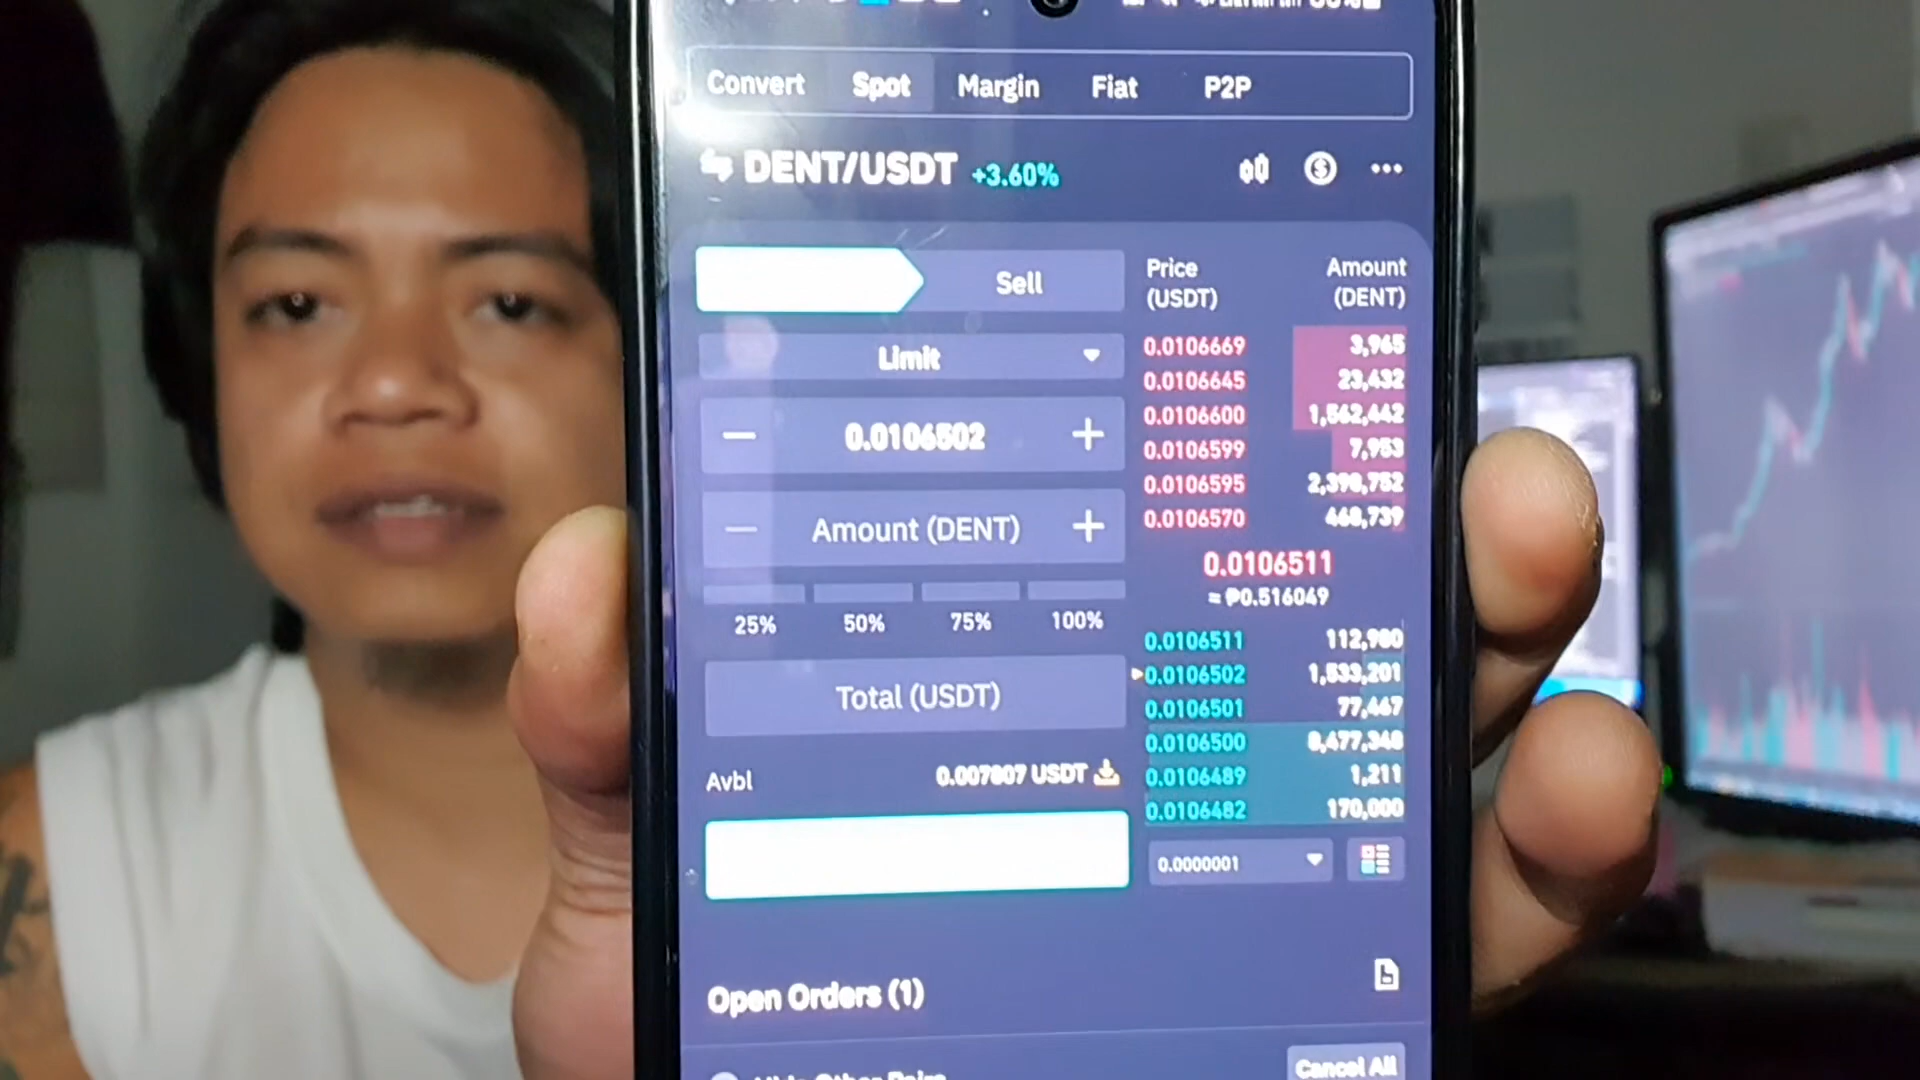 Convert Spot Margin Fiat P2P
DENT/USDT +3.60%
Sell
Limit
0.0106502
Amount (DENT)
25% 50% 75% 100%
Total (USDT)
Avbl 0.007807 USDT
Price (USDT) Amount (DENT)
0.0106669 3,965
0.0106645 23,432
0.0106600 1,562,442
0.0106599 7,953
0.0106595 2,398,752
0.0106570 468,739
0.0106511
≈ ₱0.516049
0.0106511 112,980
0.0106502 1,533,201
0.0106501 77,467
0.0106500 8,477,348
0.0106489 1,211
0.0106482 170,000
0.0000001
Open Orders (1)
Cancel All